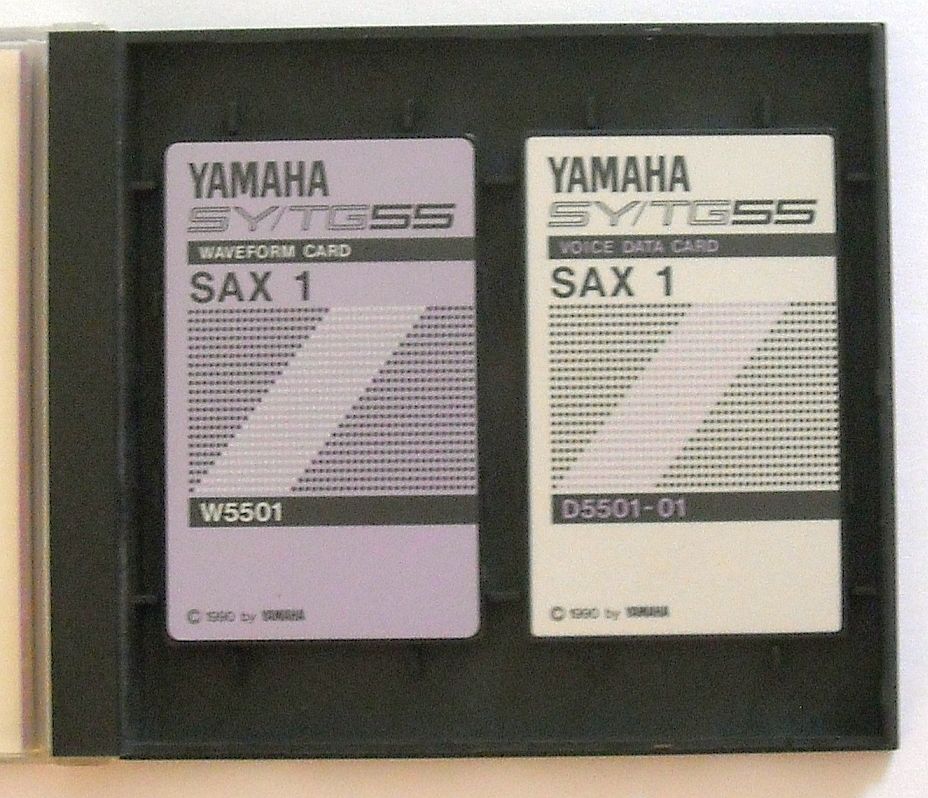 YAMAHA
SY/TG55
WAVEFORM CARD
SAX 1
W5501
© 1990 by YAMAHA
YAMAHA
SY/TG55
VOICE DATA CARD
SAX 1
D5501-01
© 1990 by YAMAHA